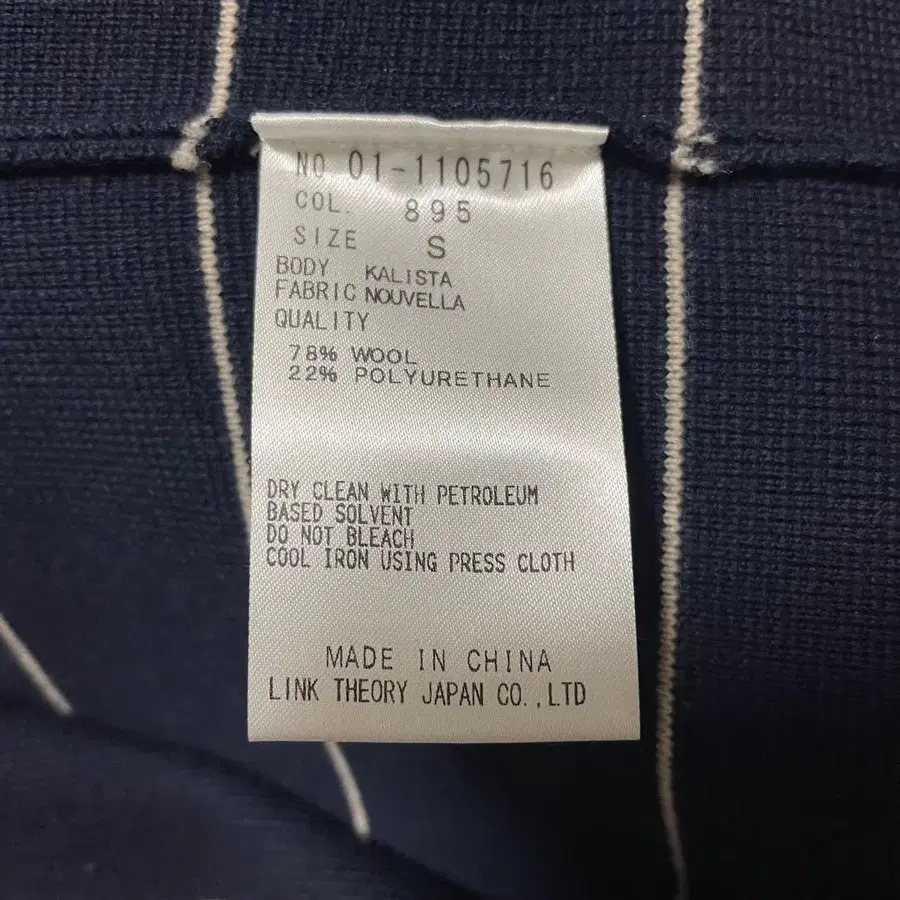 NO 01-1105716
COL. 895
SIZE S
BODY KALISTA
FABRIC NOUVELLA
QUALITY
78% WOOL
22% POLYURETHANE
DRY CLEAN WITH PETROLEUM
BASED SOLVENT
DO NOT BLEACH
COOL IRON USING PRESS CLOTH
MADE IN CHINA
LINK THEORY JAPAN CO.,LTD